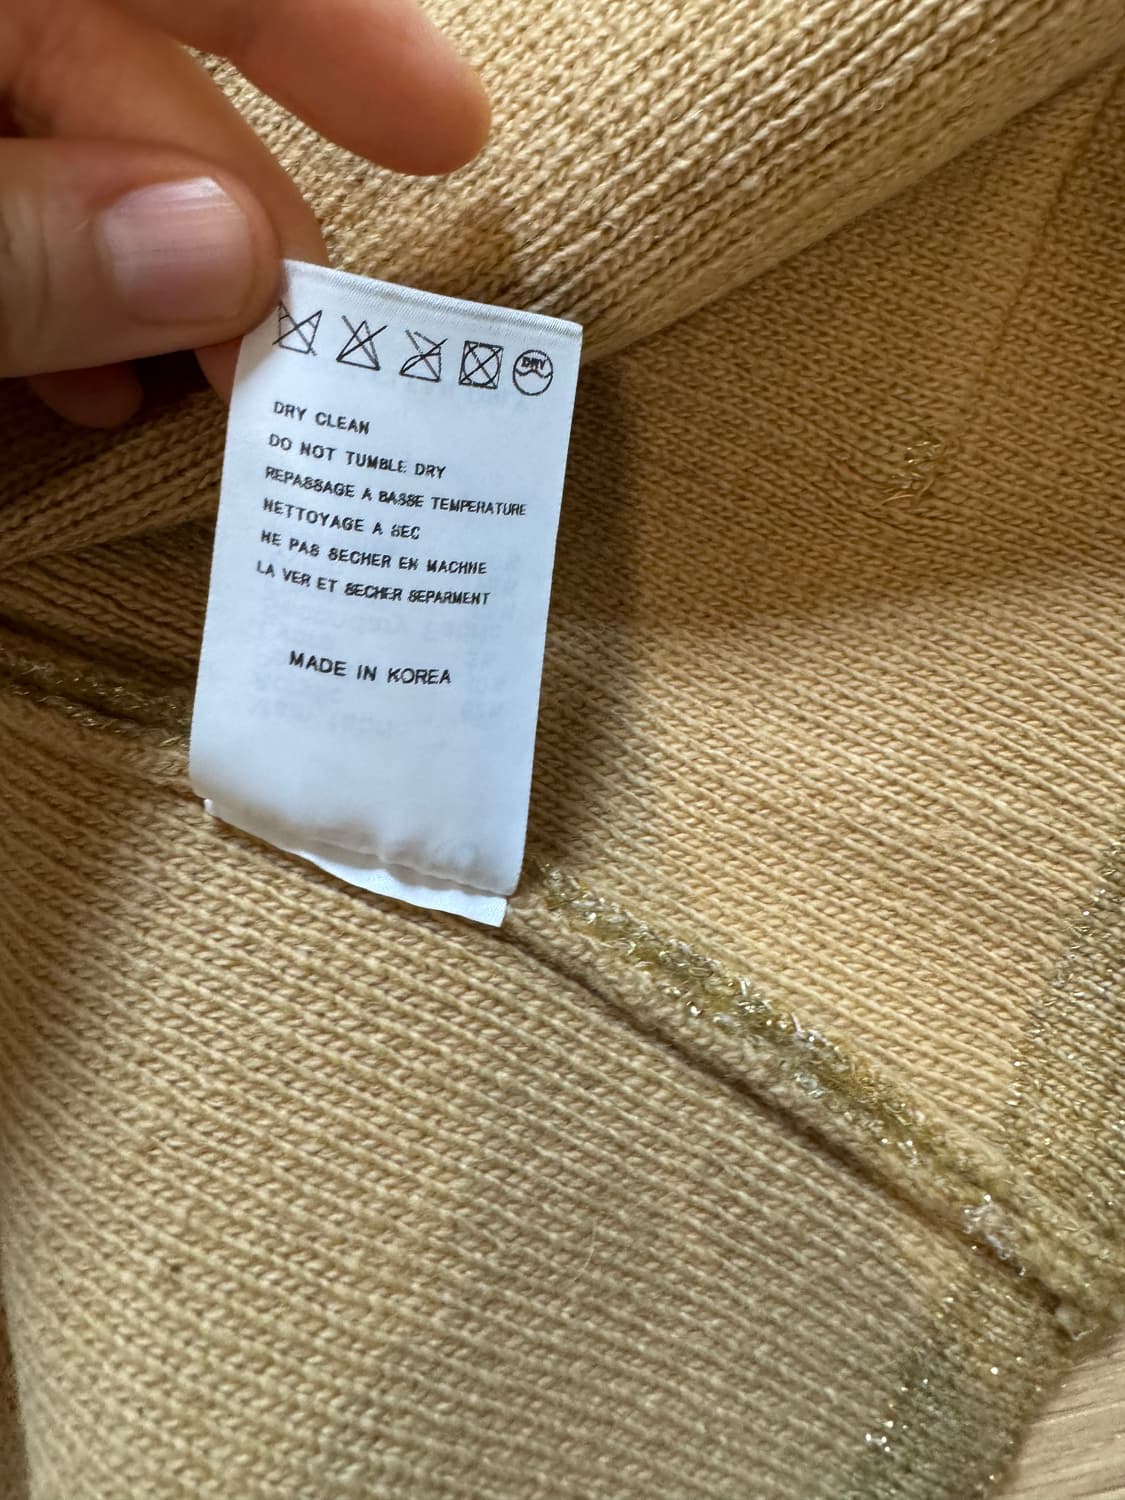 DRY
DRY CLEAN
DO NOT TUMBLE DRY
REPASSAGE A BASSE TEMPERATURE
NETTOYAGE A SEC
NE PAS SECHER EN MACHNE
LA VER ET SECHER SEPARMENT
MADE IN KOREA